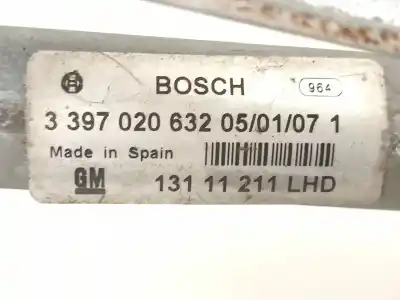 BOSCH 964
3 397 020 632 05/01/07 1
Made in Spain
GM 131 11 211 LHD